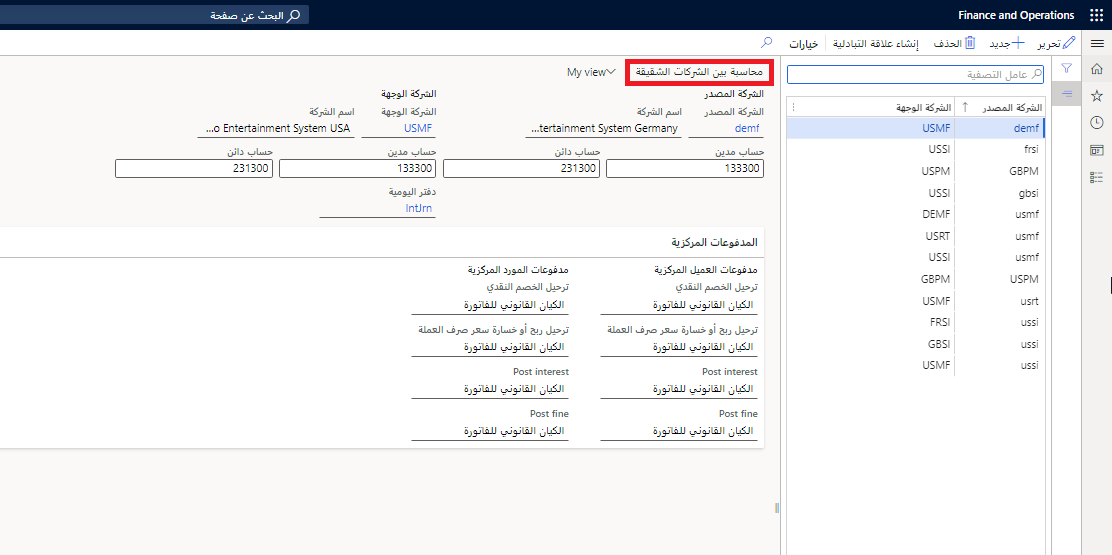 Finance and Operations
البحث عن صفحة
تحرير
جديد
الحذف
إنشاء علاقة التبادلية
خيارات
عامل التصفية
الشركة المصدر الشركة الوجهة
demf USMF
frsi USSI
GBPM USPM
gbsi USSI
usmf DEMF
usmf USRT
usmf USSI
USPM GBPM
usrt USMF
ussi FRSI
ussi GBSI
ussi USMF
محاسبة بين الشركات الشقيقة
My view
الشركة المصدر الشركة الوجهة
الشركة المصدر اسم الشركة الشركة الوجهة اسم الشركة
demf ...tertainment System Germany USMF ...o Entertainment System USA
حساب مدين حساب دائن حساب مدين حساب دائن
133300 231300 133300 231300
دفتر اليومية
IntJrn
المدفوعات المركزية
مدفوعات العميل المركزية مدفوعات المورد المركزية
ترحيل الخصم النقدي ترحيل الخصم النقدي
الكيان القانوني للفاتورة الكيان القانوني للفاتورة
ترحيل ربح أو خسارة سعر صرف العملة ترحيل ربح أو خسارة سعر صرف العملة
الكيان القانوني للفاتورة الكيان القانوني للفاتورة
Post interest Post interest
الكيان القانوني للفاتورة الكيان القانوني للفاتورة
Post fine Post fine
الكيان القانوني للفاتورة الكيان القانوني للفاتورة